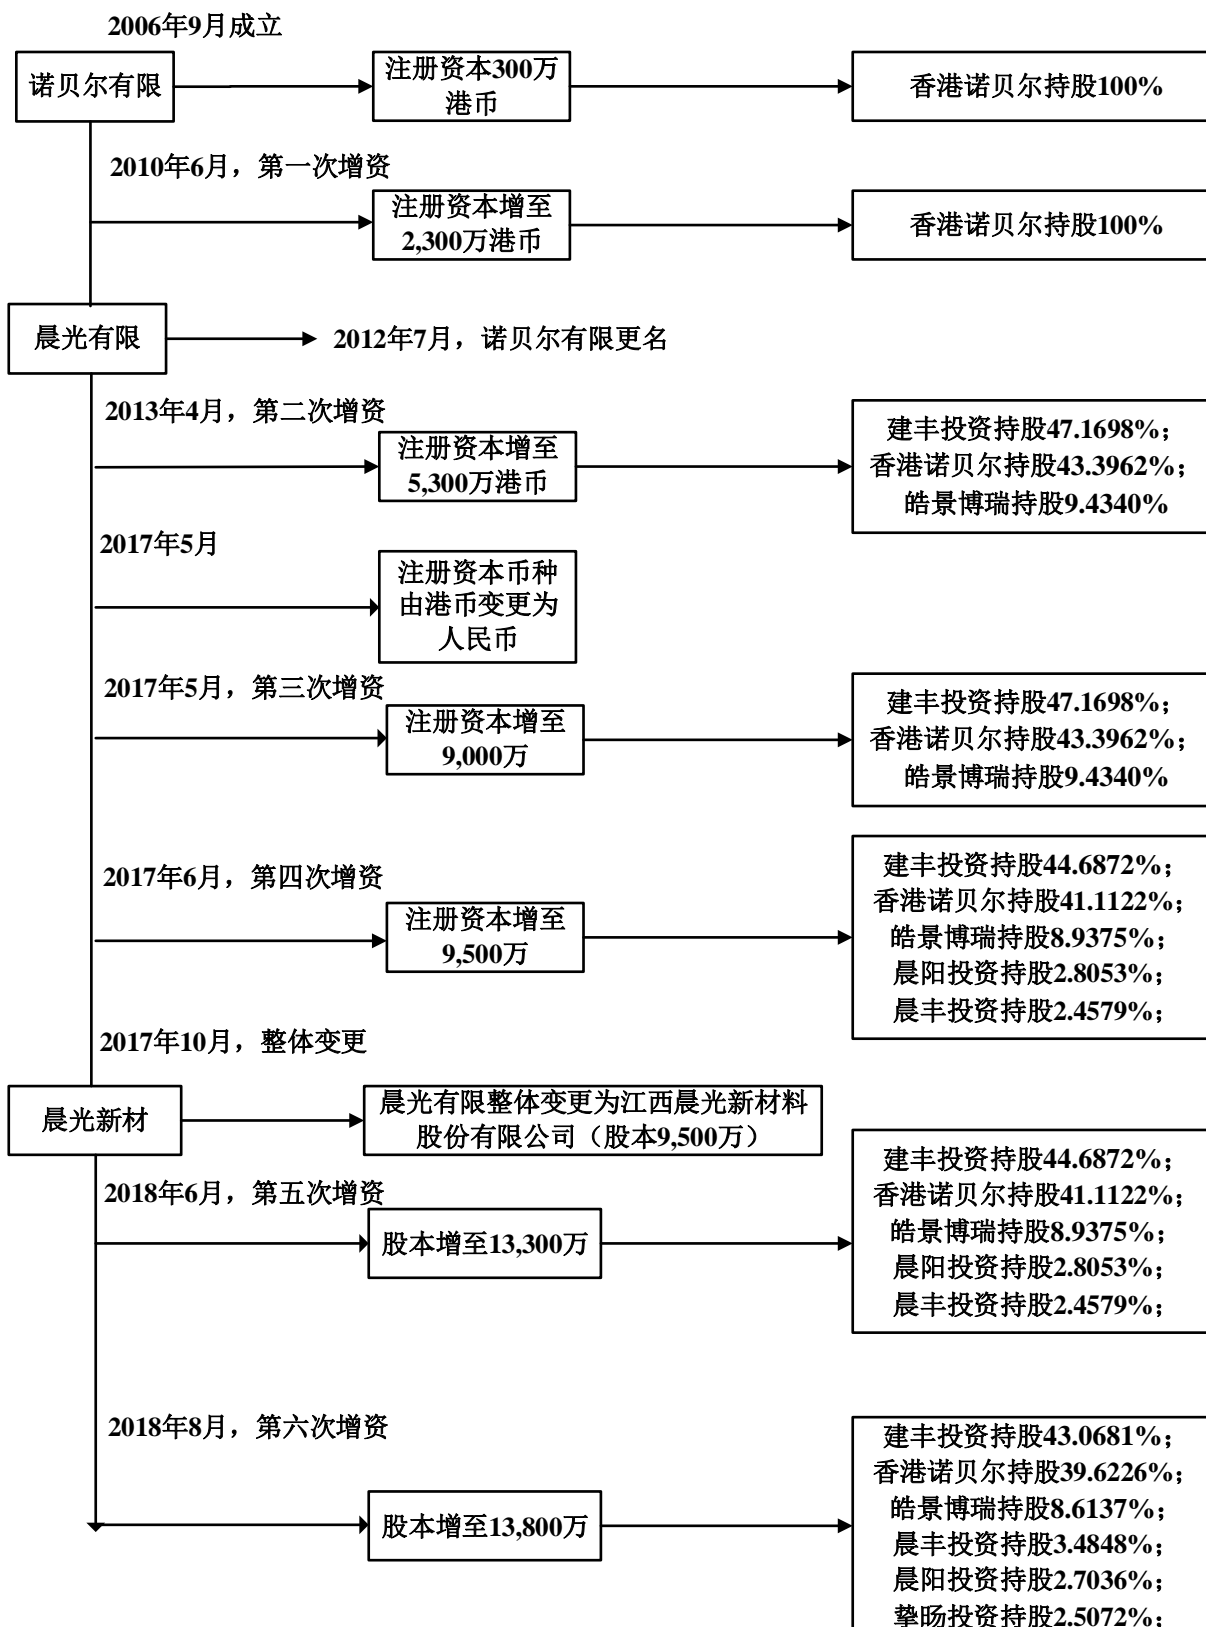 2006年9月成立
诺贝尔有限
注册资本300万
港币
香港诺贝尔持股100%
2010年6月，第一次增资
注册资本增至
2,300万港币
香港诺贝尔持股100%
晨光有限
2012年7月，诺贝尔有限更名
2013年4月，第二次增资
注册资本增至
5,300万港币
建丰投资持股47.1698%；
香港诺贝尔持股43.3962%；
皓景博瑞持股9.4340%
2017年5月
注册资本币种
由港币变更为
人民币
2017年5月，第三次增资
注册资本增至
9,000万
建丰投资持股47.1698%；
香港诺贝尔持股43.3962%；
皓景博瑞持股9.4340%
2017年6月，第四次增资
注册资本增至
9,500万
建丰投资持股44.6872%；
香港诺贝尔持股41.1122%；
皓景博瑞持股8.9375%；
晨阳投资持股2.8053%；
晨丰投资持股2.4579%；
2017年10月，整体变更
晨光新材
晨光有限整体变更为江西晨光新材料
股份有限公司（股本9,500万）
2018年6月，第五次增资
股本增至13,300万
建丰投资持股44.6872%；
香港诺贝尔持股41.1122%；
皓景博瑞持股8.9375%；
晨阳投资持股2.8053%；
晨丰投资持股2.4579%；
2018年8月，第六次增资
股本增至13,800万
建丰投资持股43.0681%；
香港诺贝尔持股39.6226%；
皓景博瑞持股8.6137%；
晨丰投资持股3.4848%；
晨阳投资持股2.7036%；
挚旸投资持股2.5072%；